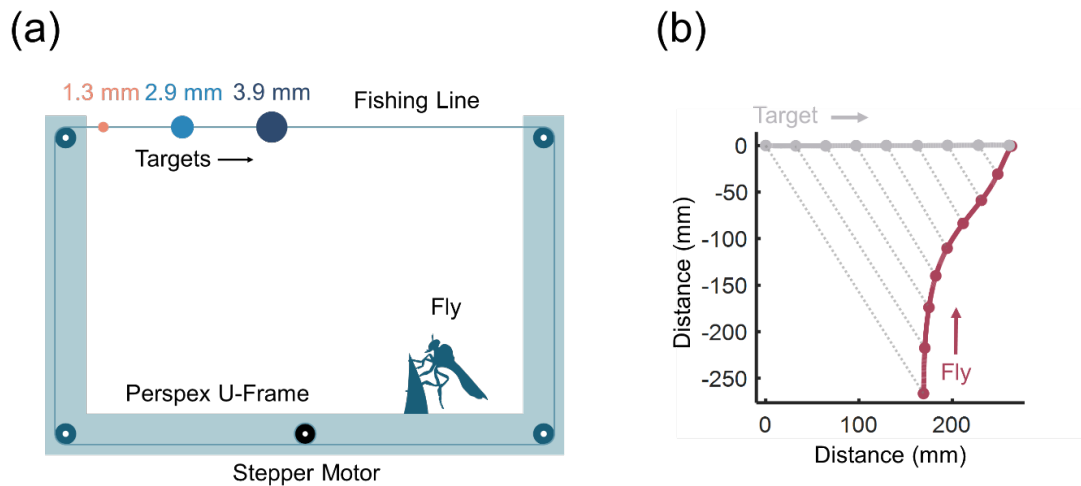 (a)
1.3 mm 2.9 mm 3.9 mm
Fishing Line
Targets
Fly
Perspex U-Frame
Stepper Motor
(b)
Target
0
-50
-100
-150
-200
-250
Distance (mm)
Fly
0 100 200
Distance (mm)